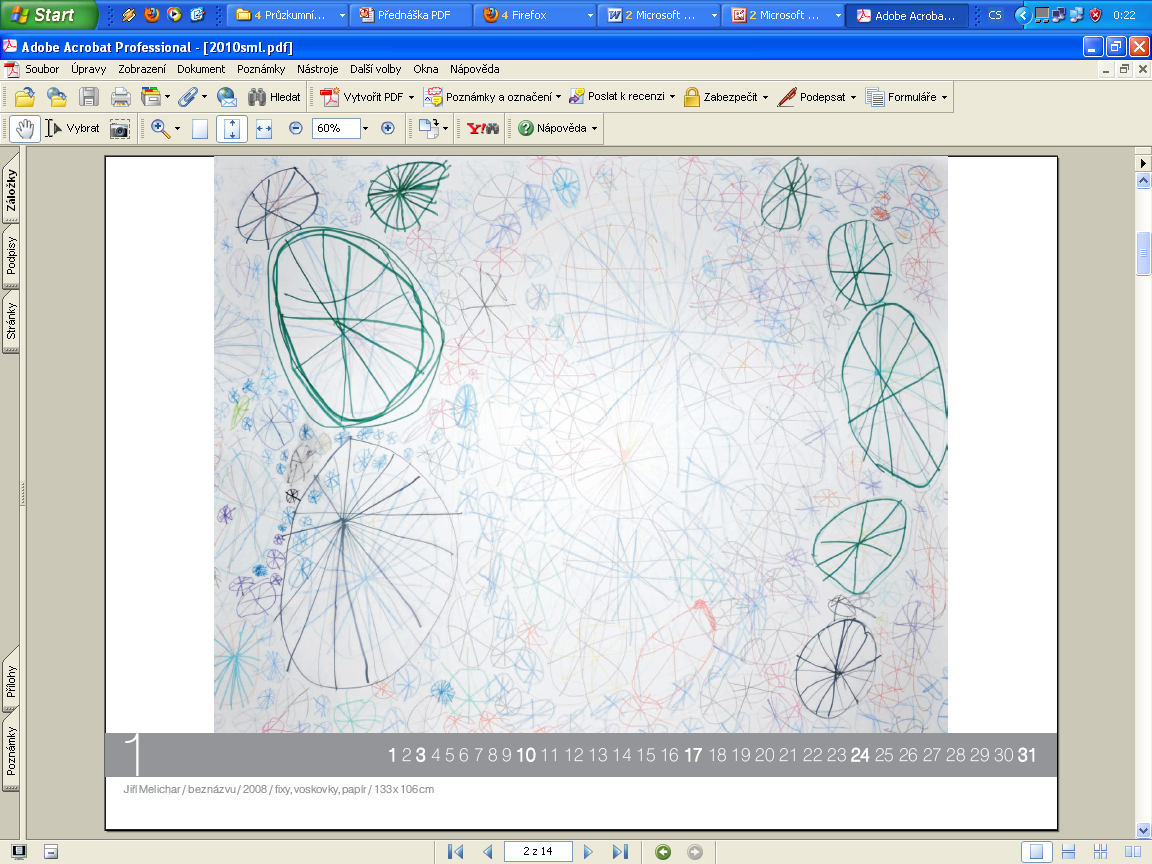 Start 4 Průzkumní... Přednáška PDF 4 Firefox 2 Microsoft ... 2 Microsoft ... Adobe Acroba... CS 0:22
Adobe Acrobat Professional - [2010sml.pdf]
Soubor Úpravy Zobrazení Dokument Poznámky Nástroje Další volby Okna Nápověda
Hledat Vytvořit PDF Poznámky a označení Poslat k recenzi Zabezpečit Podepsat Formuláře
Vybrat 60% Y! Nápověda
Záložky
Podpisy
Stránky
Přílohy
Poznámky
1
1 2 3 4 5 6 7 8 9 10 11 12 13 14 15 16 17 18 19 20 21 22 23 24 25 26 27 28 29 30 31
Jiří Melichar / beznázvu / 2008 / fixy, voskovky, papír / 133 x 106 cm
2 z 14